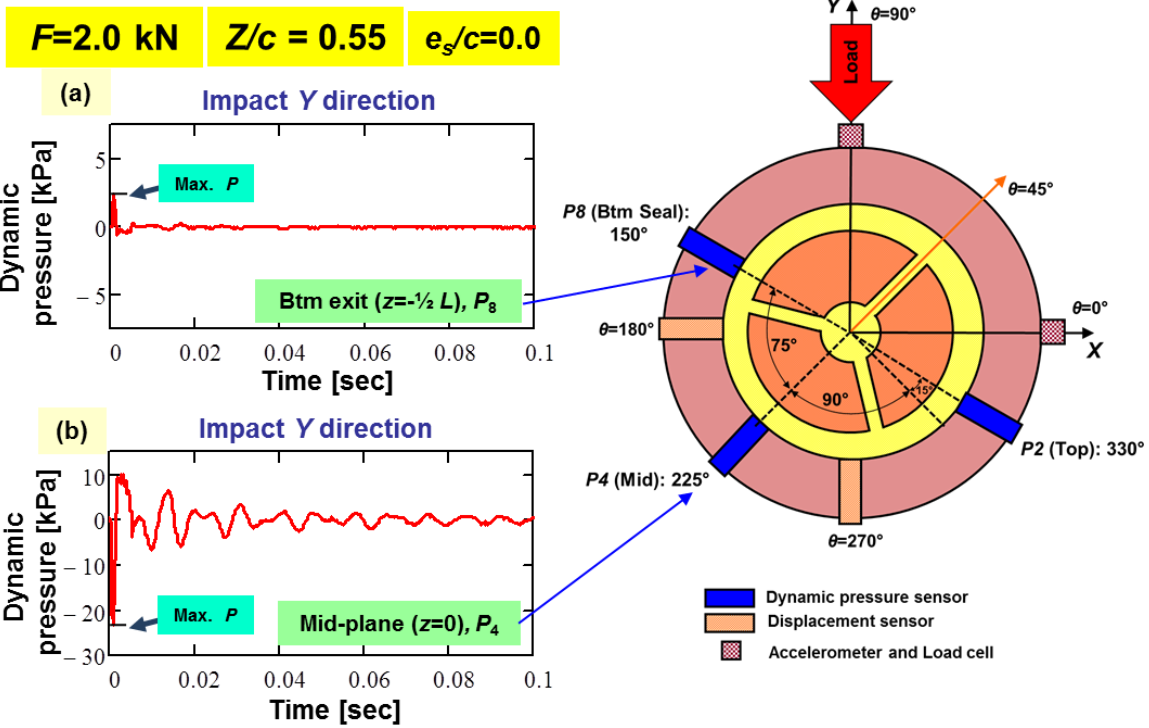 F=2.0 kN
Z/c = 0.55
es/c=0.0
(a)
Impact Y direction
Dynamic
pressure [kPa]
5
0
– 5
Max. P
Btm exit (z=-½ L), P8
0 0.02 0.04 0.06 0.08 0.1
Time [sec]
(b)
Impact Y direction
Dynamic
pressure [kPa]
10
0
– 10
– 20
– 30
Max. P
Mid-plane (z=0), P4
0 0.02 0.04 0.06 0.08 0.1
Time [sec]
Y
θ=90°
Load
θ=45°
P8 (Btm Seal):
150°
θ=0°
X
θ=180°
75°
90°
15°
P2 (Top): 330°
P4 (Mid): 225°
θ=270°
Dynamic pressure sensor
Displacement sensor
Accelerometer and Load cell